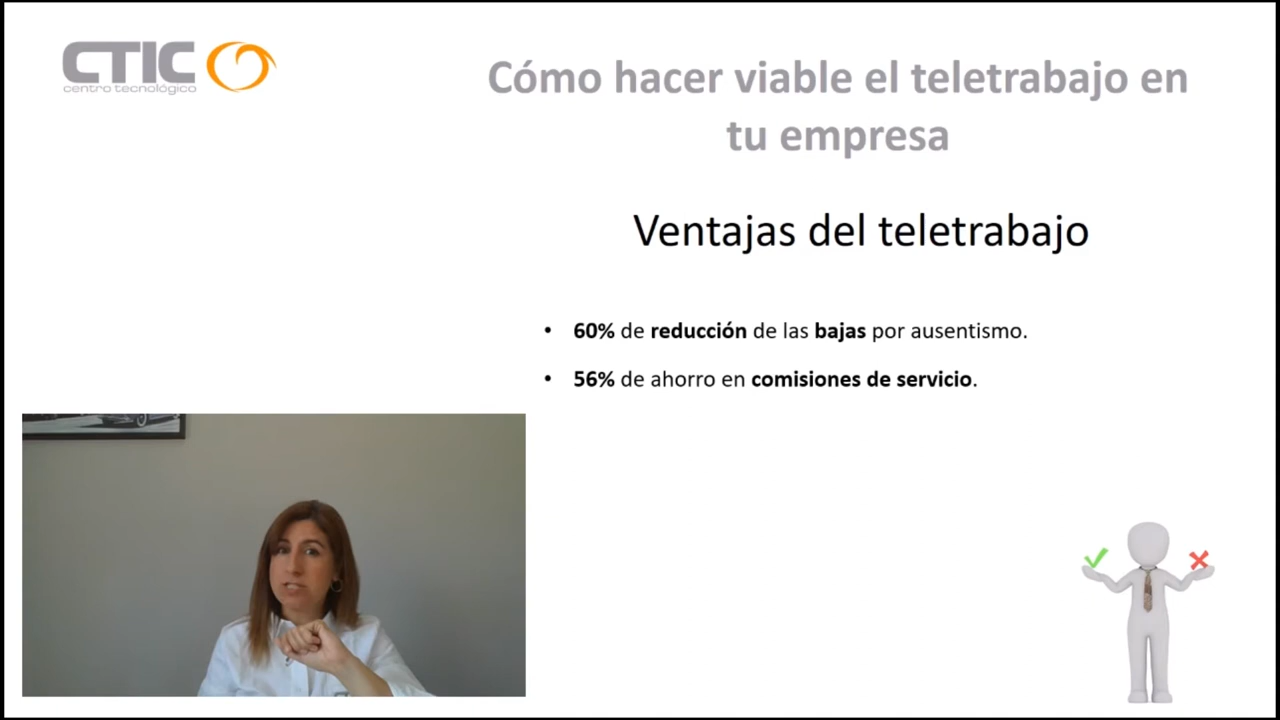 CTIC
centro tecnológico
Cómo hacer viable el teletrabajo en
tu empresa
Ventajas del teletrabajo
• 60% de reducción de las bajas por ausentismo.
• 56% de ahorro en comisiones de servicio.